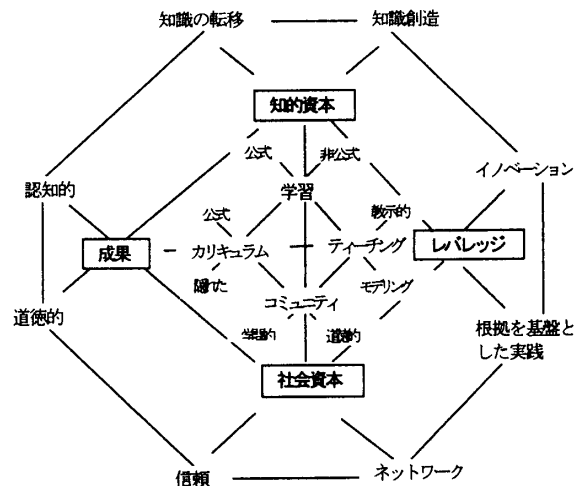 知識の転移
知識創造
知的資本
公式
非公式
学習
認知的
イノベーション
公式
教示的
成果
カリキュラム
ティーチング
レバレッジ
隠れた
モデリング
コミュニティ
道徳的
道徳的
根拠を基盤と
した実践
社会資本
信頼
ネットワーク